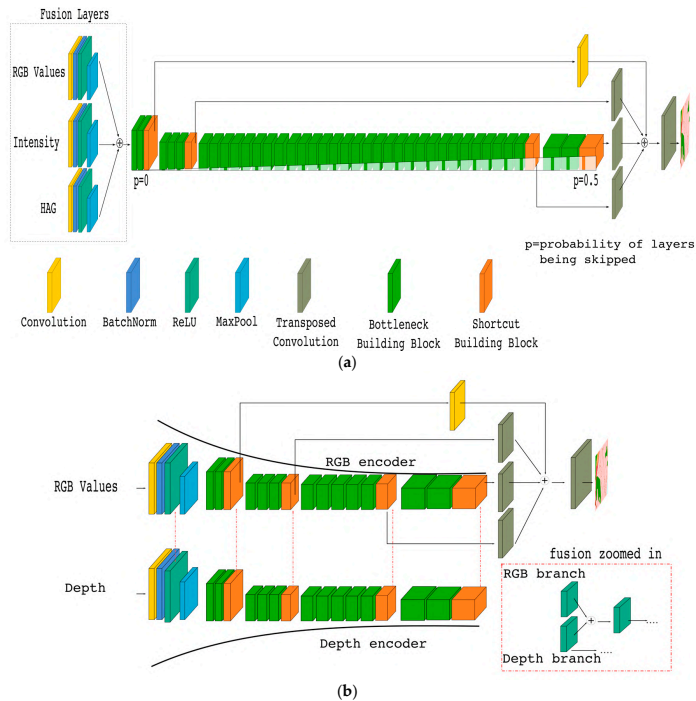 Fusion Layers
RGB Values
Intensity
HAG
p=0
p=0.5
p=probability of layers
being skipped
Convolution
BatchNorm
ReLU
MaxPool
Transposed
Convolution
Bottleneck
Building Block
Shortcut
Building Block
(a)
RGB Values
RGB encoder
Depth
Depth encoder
fusion zoomed in
RGB branch
Depth branch
(b)